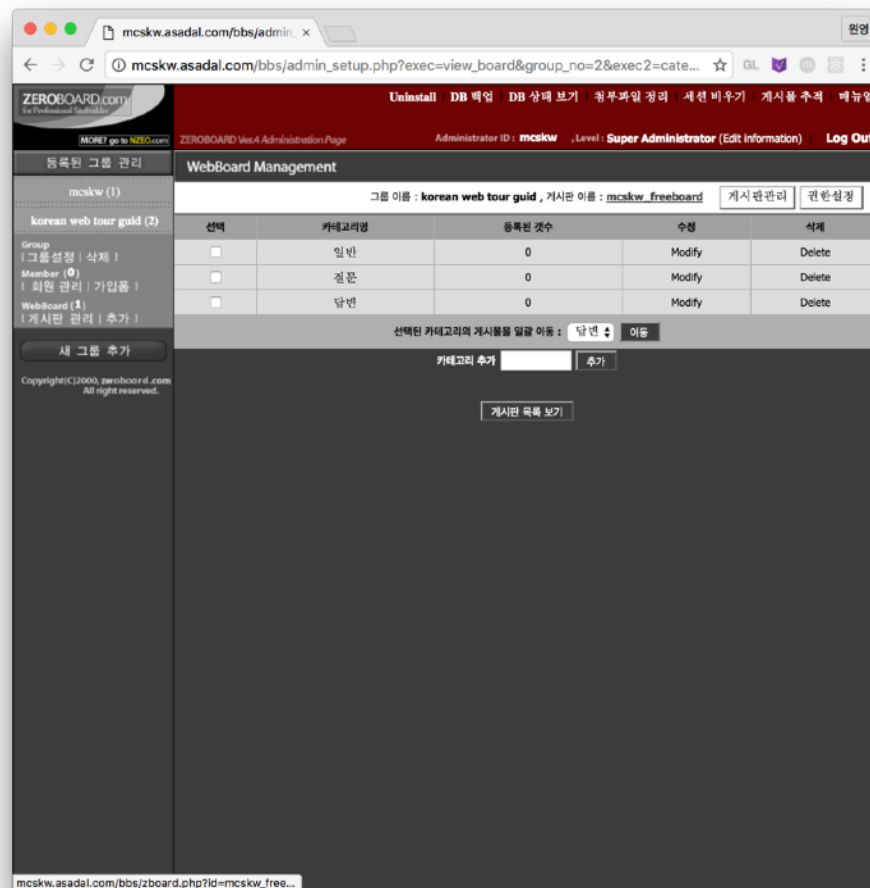 mcskw.asadal.com/bbs/admin_
원영
mcskw.asadal.com/bbs/admin_setup.php?exec=view_board&group_no=2&exec2=cate...
GL
ZEROBOARD.com
for Professional Sitebuilder
MORE? go to NZEO.com
Uninstall DB 백업 DB 상태 보기 첨부파일 정리 세션 비우기 게시물 추적
ZEROBOARD Ver.4 Administration Page
Administrator ID : mcskw , Level : Super Administrator (Edit information) Log Out
등록된 그룹 관리
mcskw (1)
korean web tour guid (2)
Group
[ 그룹설정 | 삭제 ]
Member (0)
[ 회원 관리 | 가입폼 ]
WebBoard (1)
[ 게시판 관리 | 추가 ]
새 그룹 추가
Copyright(C)2000, zeroboard.com
All right reserved.
WebBoard Management
그룹 이름 : korean web tour guid , 게시판 이름 : mcskw_freeboard 게시판관리 권한설정
선택 카테고리명 등록된 갯수 수정 삭제
일반 0 Modify Delete
질문 0 Modify Delete
답변 0 Modify Delete
선택된 카테고리의 게시물을 일괄 이동 : 답변 이동
카테고리 추가 추가
게시판 목록 보기
mcskw.asadal.com/bbs/zboard.php?id=mcskw_free...